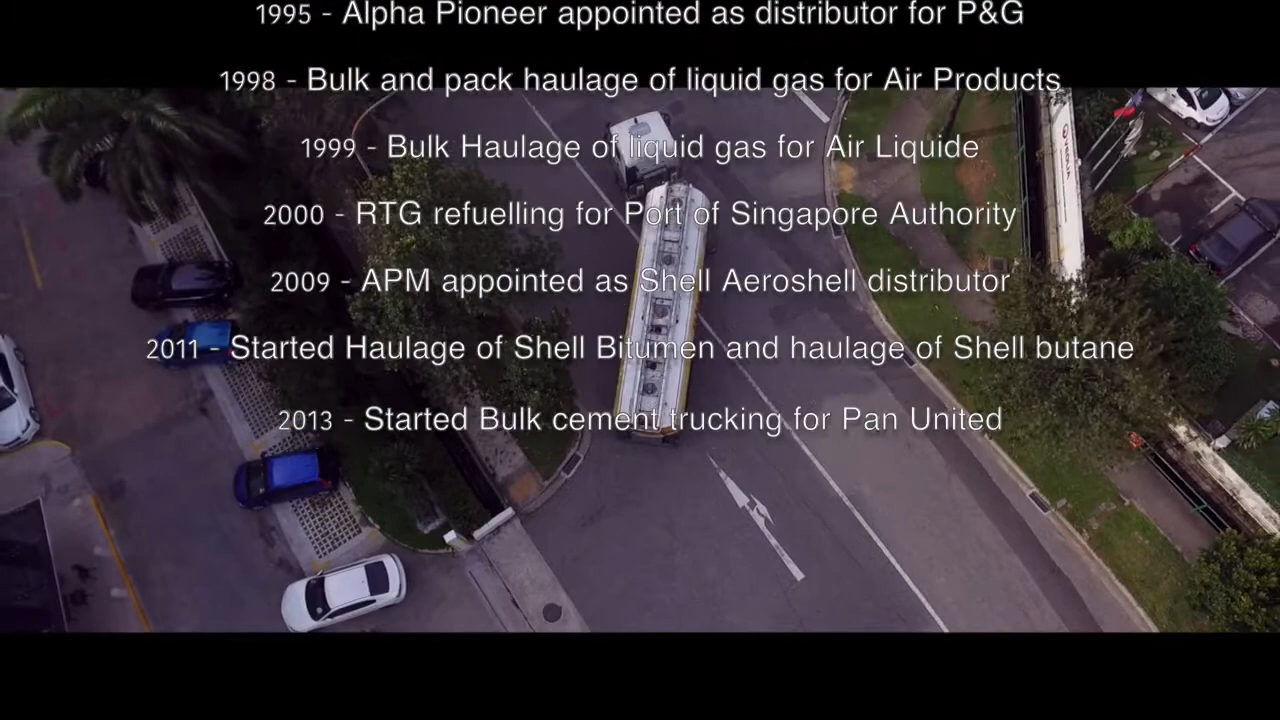 1995 - Alpha Pioneer appointed as distributor for P&G
1998 - Bulk and pack haulage of liquid gas for Air Products
1999 - Bulk Haulage of liquid gas for Air Liquide
2000 - RTG refuelling for Port of Singapore Authority
2009 - APM appointed as Shell Aeroshell distributor
2011 - Started Haulage of Shell Bitumen and haulage of Shell butane
2013 - Started Bulk cement trucking for Pan United
VEOLIA